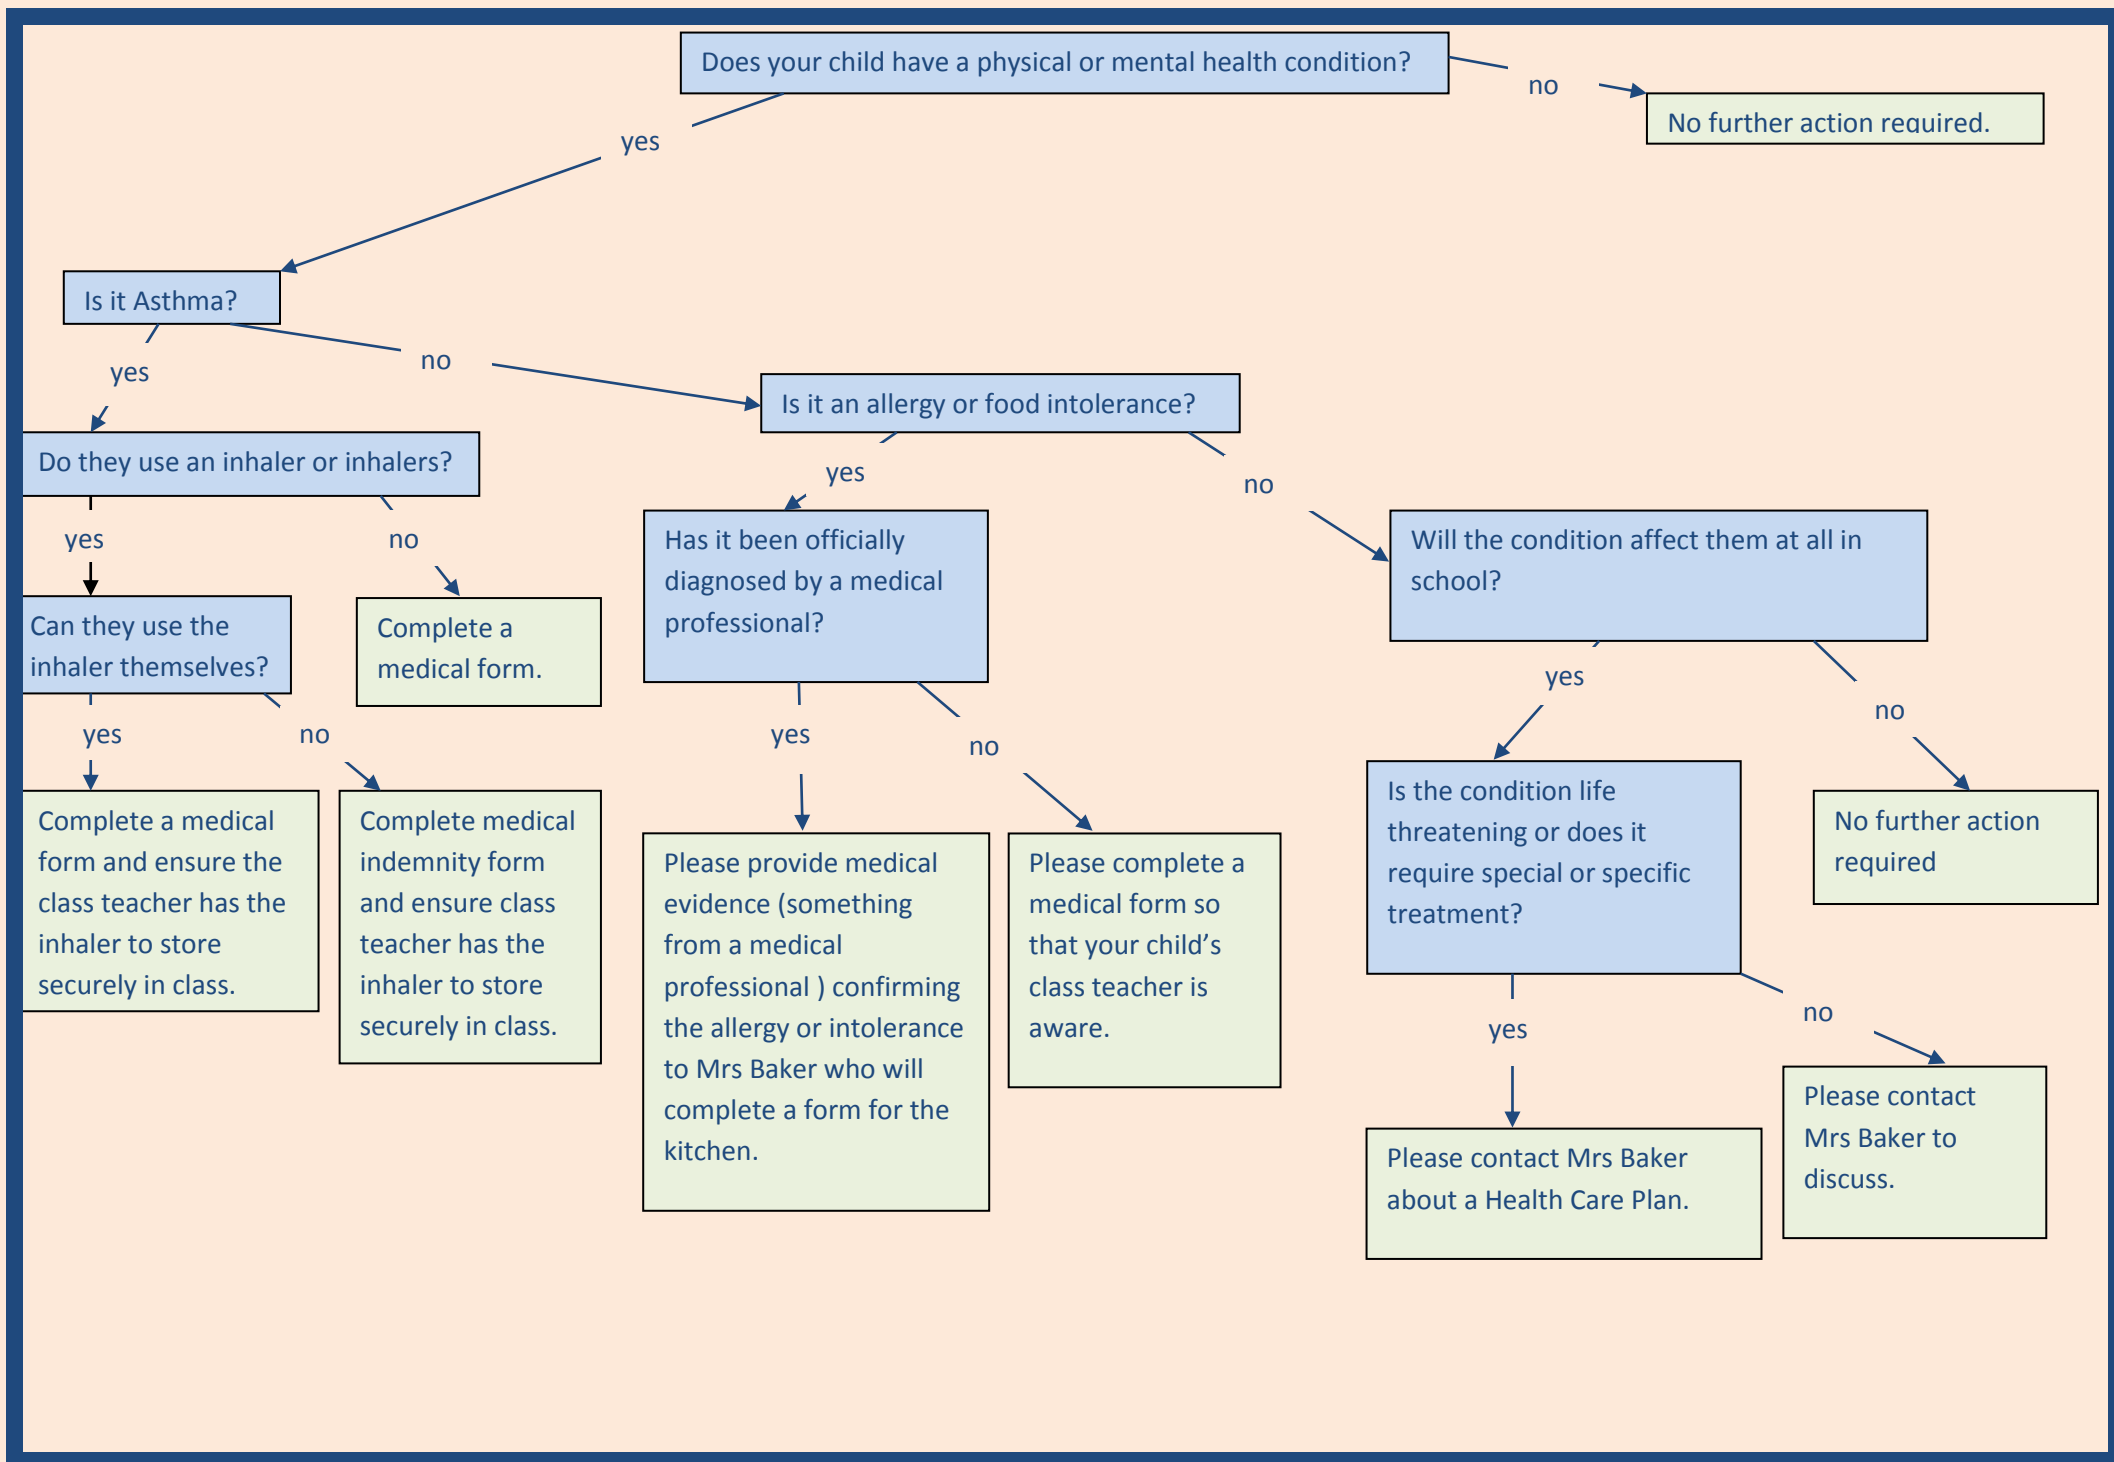 Does your child have a physical or mental health condition?
no
No further action required.
yes
Is it Asthma?
yes
no
Is it an allergy or food intolerance?
Do they use an inhaler or inhalers?
yes
no
yes
no
Has it been officially
diagnosed by a medical
professional?
Will the condition affect them at all in
school?
Can they use the
inhaler themselves?
Complete a
medical form.
yes
no
yes
no
yes
no
Complete a medical
form and ensure the
class teacher has the
inhaler to store
securely in class.
Complete medical
indemnity form
and ensure class
teacher has the
inhaler to store
securely in class.
Please provide medical
evidence (something
from a medical
professional ) confirming
the allergy or intolerance
to Mrs Baker who will
complete a form for the
kitchen.
Please complete a
medical form so
that your child's
class teacher is
aware.
Is the condition life
threatening or does it
require special or specific
treatment?
No further action
required
yes
no
Please contact Mrs Baker
about a Health Care Plan.
Please contact
Mrs Baker to
discuss.